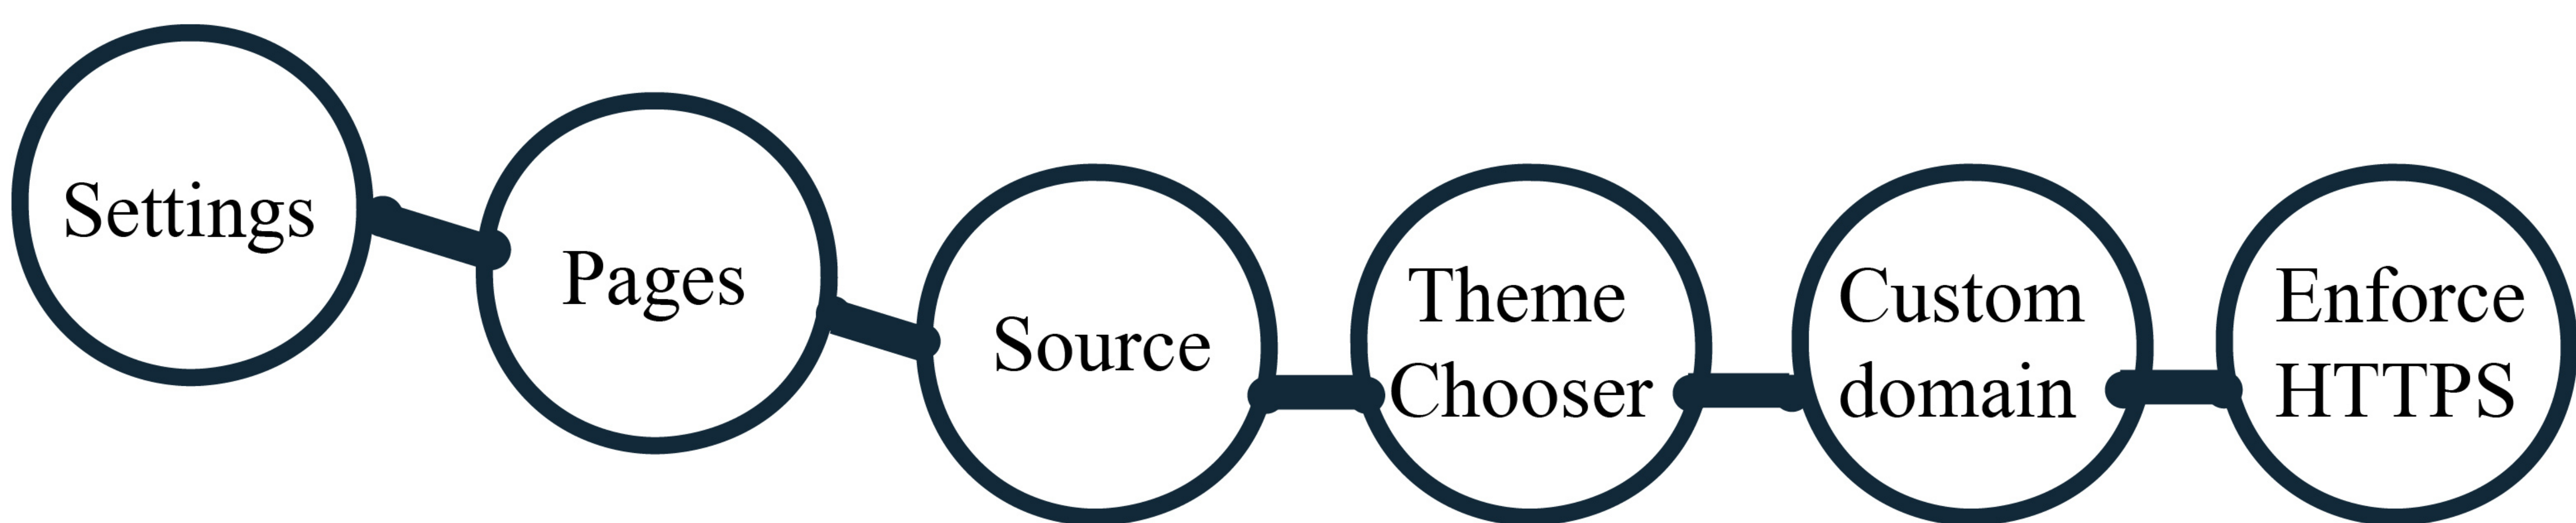 Settings
Pages
Source
Theme
Chooser
Custom
domain
Enforce
HTTPS